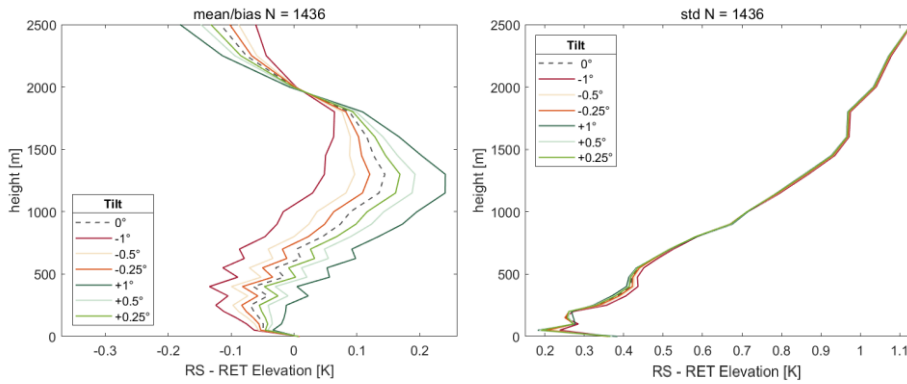 mean/bias N = 1436
2500
2000
1500
1000
500
0
height [m]
Tilt
0°
-1°
-0.5°
-0.25°
+1°
+0.5°
+0.25°
-0.3 -0.2 -0.1 0 0.1 0.2
RS - RET Elevation [K]
std N = 1436
2500
2000
1500
1000
500
0
height [m]
Tilt
0°
-1°
-0.5°
-0.25°
+1°
+0.5°
+0.25°
0.2 0.3 0.4 0.5 0.6 0.7 0.8 0.9 1 1.1
RS - RET Elevation [K]